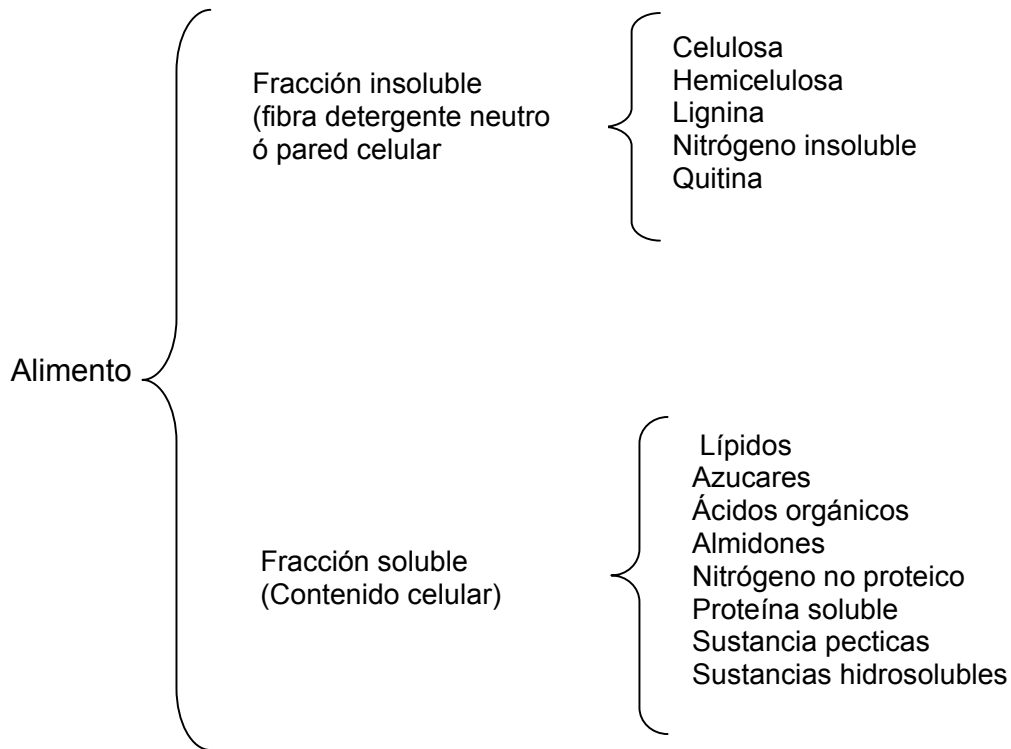 Alimento
Fracción insoluble
(fibra detergente neutro
ó pared celular
Celulosa
Hemicelulosa
Lignina
Nitrógeno insoluble
Quitina
Fracción soluble
(Contenido celular)
Lípidos
Azucares
Ácidos orgánicos
Almidones
Nitrógeno no proteico
Proteína soluble
Sustancia pecticas
Sustancias hidrosolubles